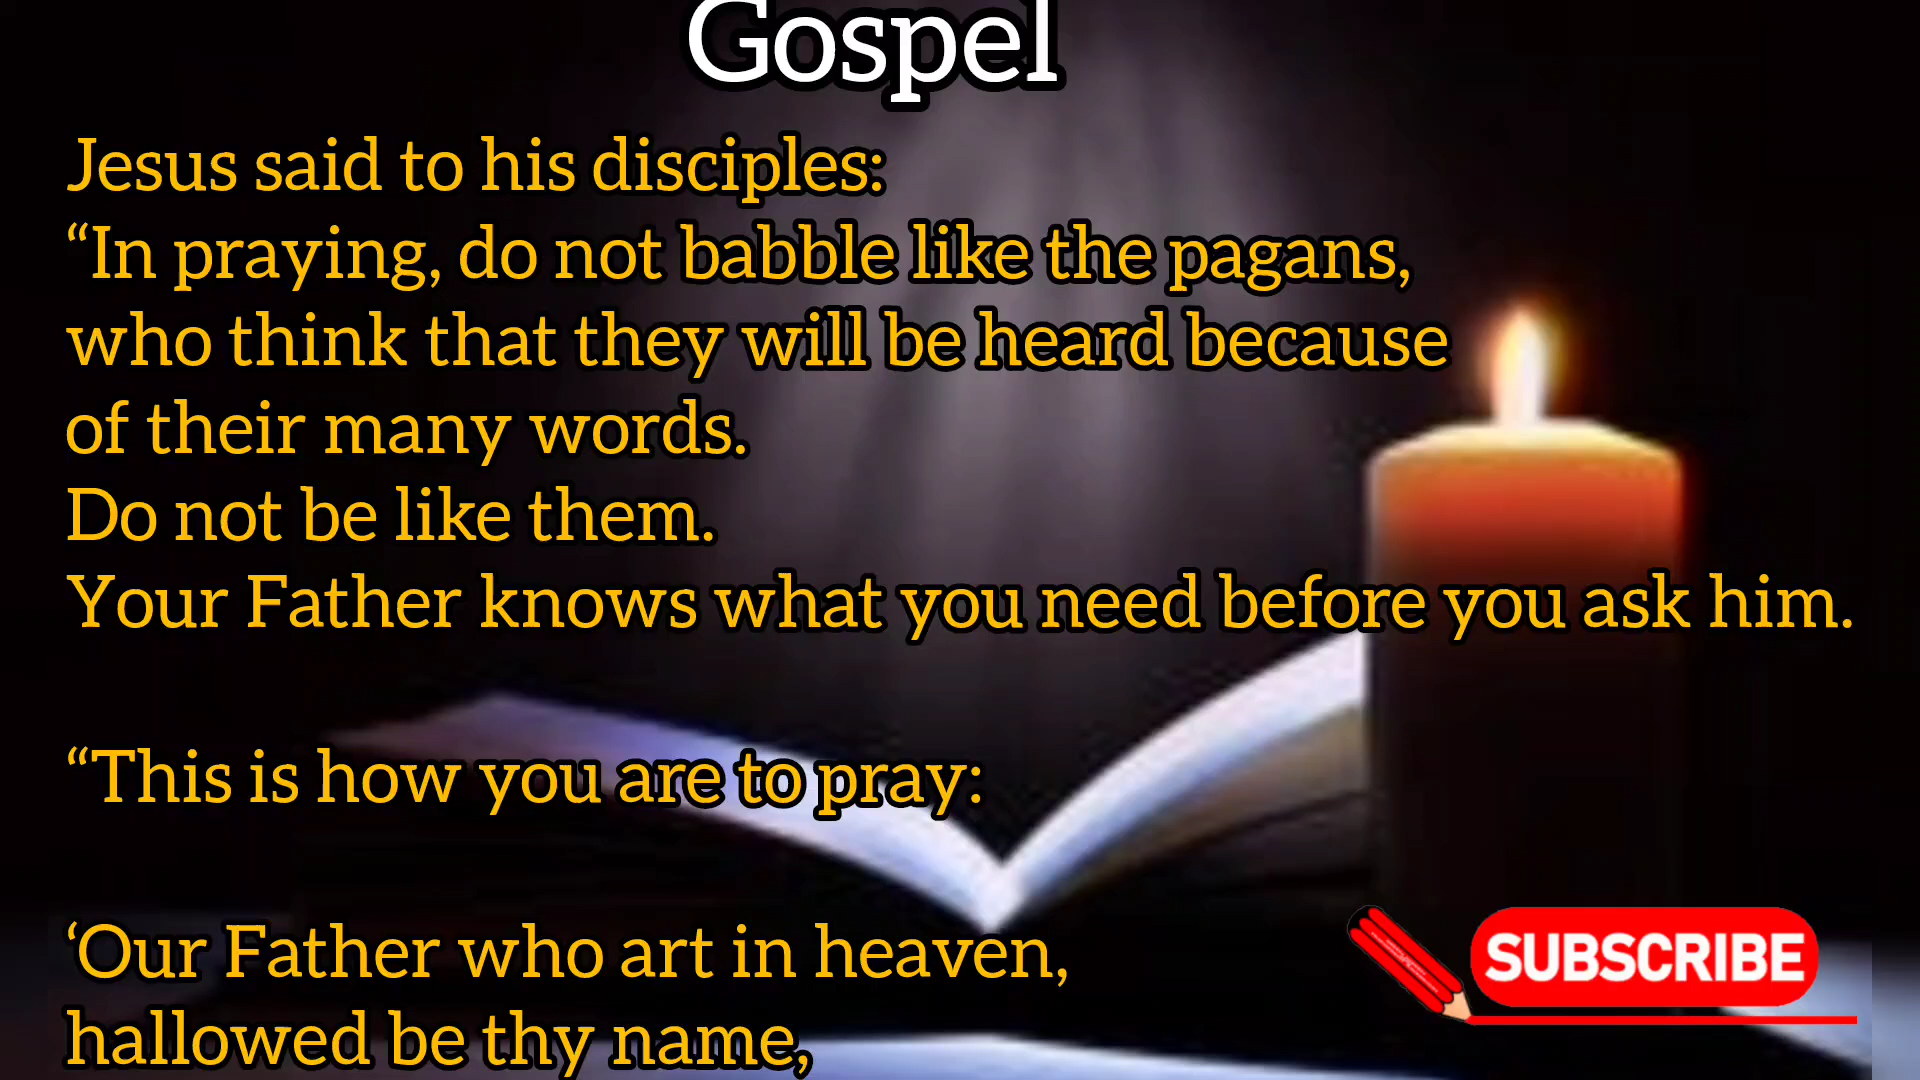 Gospel
Jesus said to his disciples:
“In praying, do not babble like the pagans,
who think that they will be heard because
of their many words.
Do not be like them.
Your Father knows what you need before you ask him.
“This is how you are to pray:
‘Our Father who art in heaven,
hallowed be thy name,
SUBSCRIBE